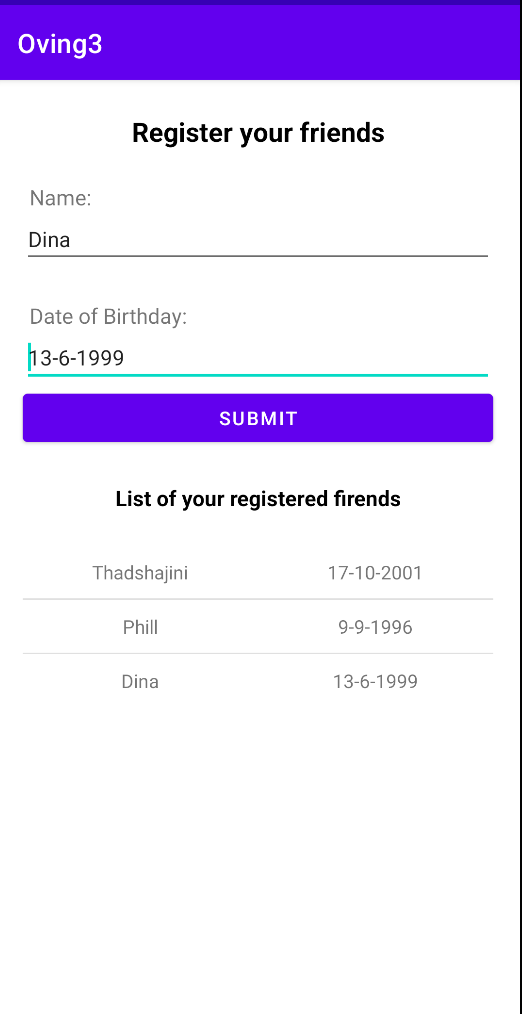 Oving3
Register your friends
Name:
Dina
Date of Birthday:
13-6-1999
SUBMIT
List of your registered firends
Thadshajini 17-10-2001
Phill 9-9-1996
Dina 13-6-1999